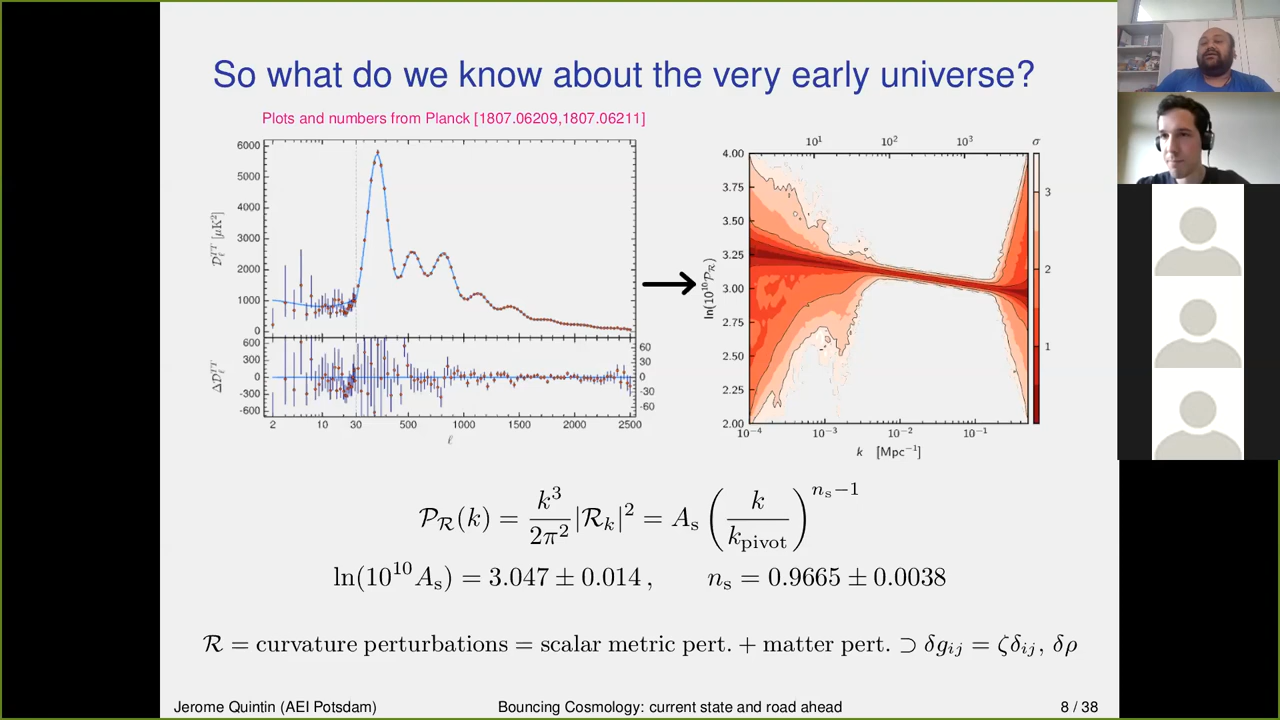 So what do we know about the very early universe?
Plots and numbers from Planck [1807.06209,1807.06211]
6000
5000
4000
3000
2000
1000
0
𝒟ℓᵀᵀ [μK²]
600
300
0
-300
-600
Δ𝒟ℓᵀᵀ
60
30
0
-30
-60
2 10 30 500 1000 1500 2000 2500
ℓ
10¹ 10² 10³ σ
4.00
3.75
3.50
3.25
3.00
2.75
2.50
2.25
2.00
ln(10¹⁰𝒫_ℛ)
3
2
1
10⁻⁴ 10⁻³ 10⁻² 10⁻¹
k [Mpc⁻¹]
𝒫_ℛ(k) = k³/2π² |ℛ_k|² = A_s (k/k_pivot)^(n_s−1)
ln(10¹⁰A_s) = 3.047 ± 0.014 , n_s = 0.9665 ± 0.0038
ℛ = curvature perturbations = scalar metric pert. + matter pert. ⊃ δg_ij = ζδ_ij, δρ
Jerome Quintin (AEI Potsdam) Bouncing Cosmology: current state and road ahead 8 / 38